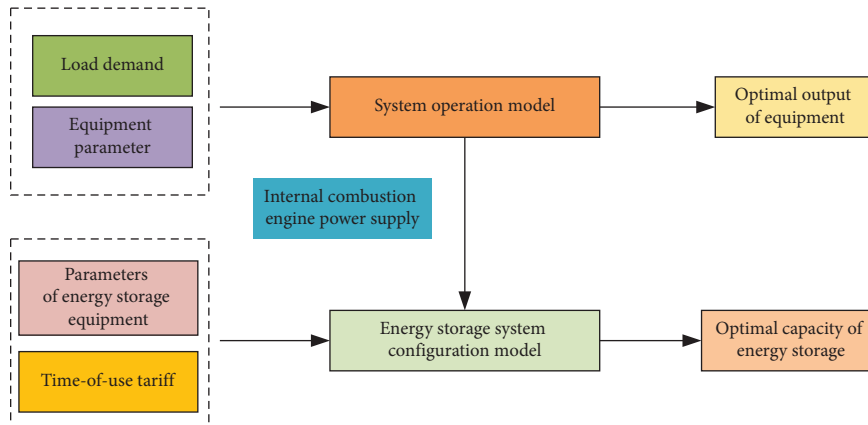 Load demand
Equipment
parameter
System operation model
Optimal output
of equipment
Internal combustion
engine power supply
Parameters
of energy storage
equipment
Time-of-use tariff
Energy storage system
configuration model
Optimal capacity of
energy storage